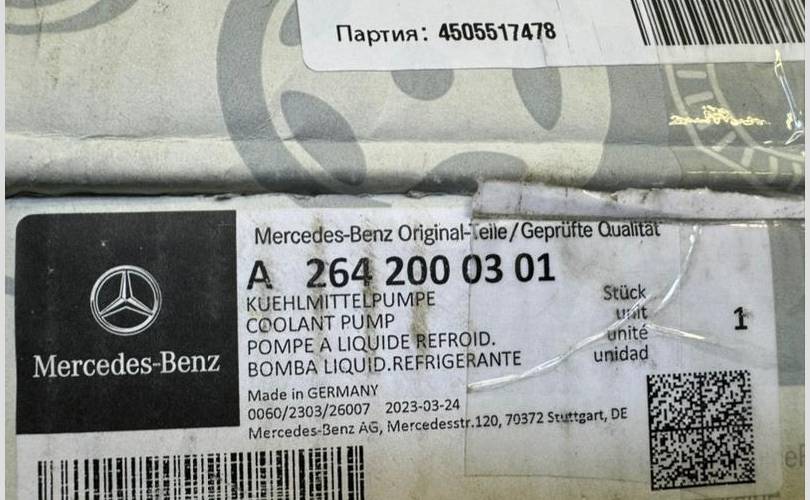 Партия: 4505517478
Mercedes-Benz Original-Teile/Geprüfte Qualität
A 264 200 03 01
KUEHLMITTELPUMPE
COOLANT PUMP
POMPE A LIQUIDE REFROID.
BOMBA LIQUID.REFRIGERANTE
Stück
unit
unité
unidad
1
Mercedes-Benz
Made in GERMANY
0060/2303/26007 2023-03-24
Mercedes-Benz AG, Mercedesstr.120, 70372 Stuttgart, DE